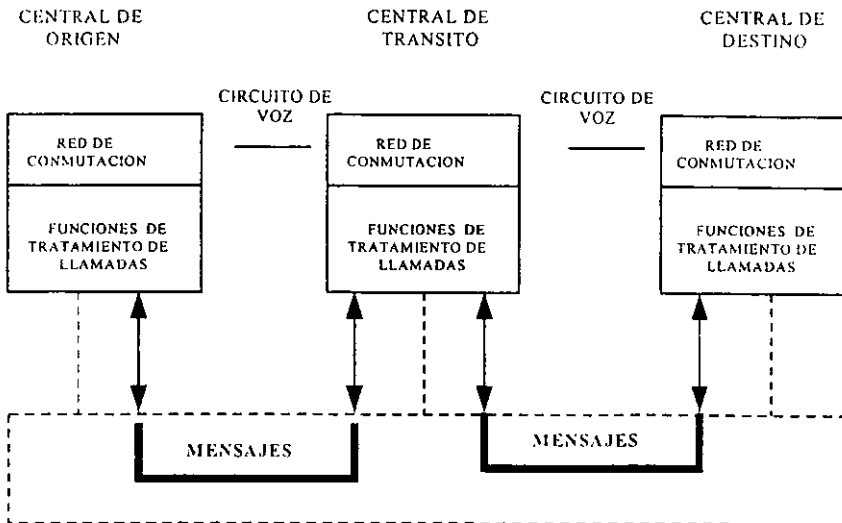 CENTRAL DE
ORIGEN
CENTRAL DE
TRANSITO
CENTRAL DE
DESTINO
CIRCUITO DE
VOZ
CIRCUITO DE
VOZ
RED DE
CONMUTACION
RED DE
CONMUTACION
RED DE
CONMUTACION
FUNCIONES DE
TRATAMIENTO DE
LLAMADAS
FUNCIONES DE
TRATAMIENTO DE
LLAMADAS
FUNCIONES DE
TRATAMIENTO DE
LLAMADAS
MENSAJES
MENSAJES